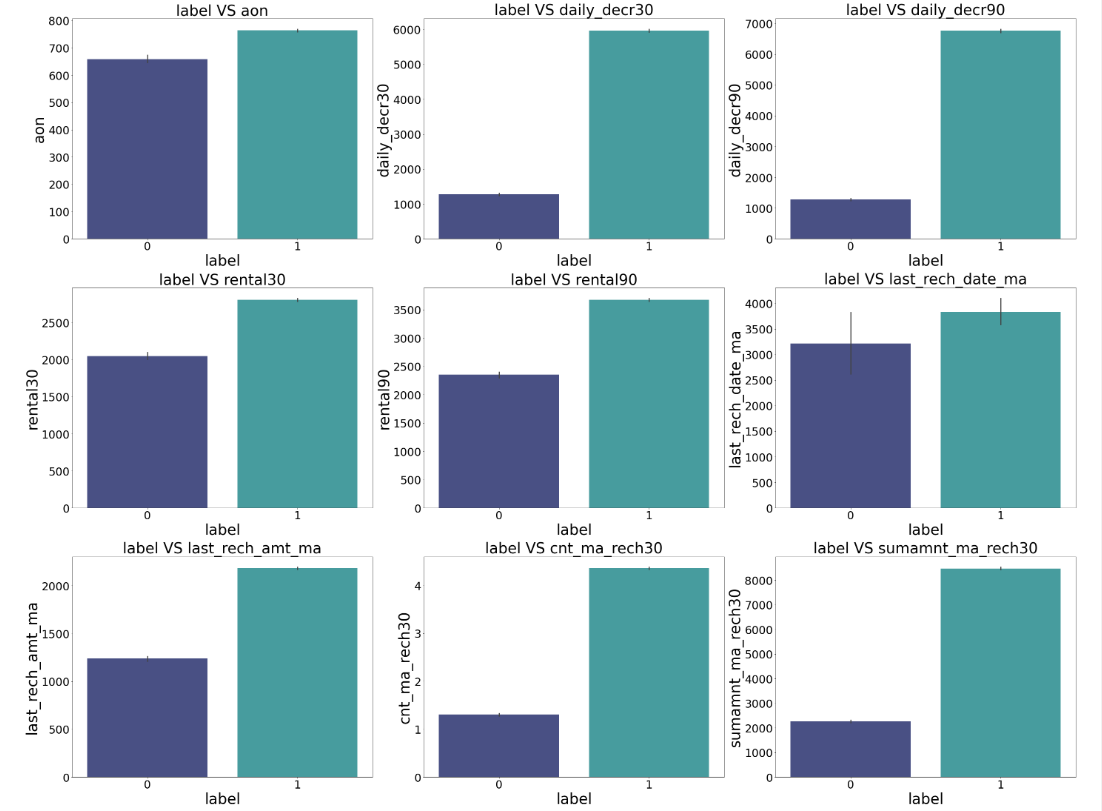 label VS aon
800
700
600
500
400
300
200
100
0
aon
0 1
label
label VS daily_decr30
6000
5000
4000
3000
2000
1000
0
daily_decr30
0 1
label
label VS daily_decr90
7000
6000
5000
4000
3000
2000
1000
0
daily_decr90
0 1
label
label VS rental30
2500
2000
1500
1000
500
0
rental30
0 1
label
label VS rental90
3500
3000
2500
2000
1500
1000
500
0
rental90
0 1
label
label VS last_rech_date_ma
4000
3500
3000
2500
2000
1500
1000
500
0
last_rech_date_ma
0 1
label
label VS last_rech_amt_ma
2000
1500
1000
500
0
last_rech_amt_ma
0 1
label
label VS cnt_ma_rech30
4
3
2
1
0
cnt_ma_rech30
0 1
label
label VS sumamnt_ma_rech30
8000
7000
6000
5000
4000
3000
2000
1000
0
sumamnt_ma_rech30
0 1
label